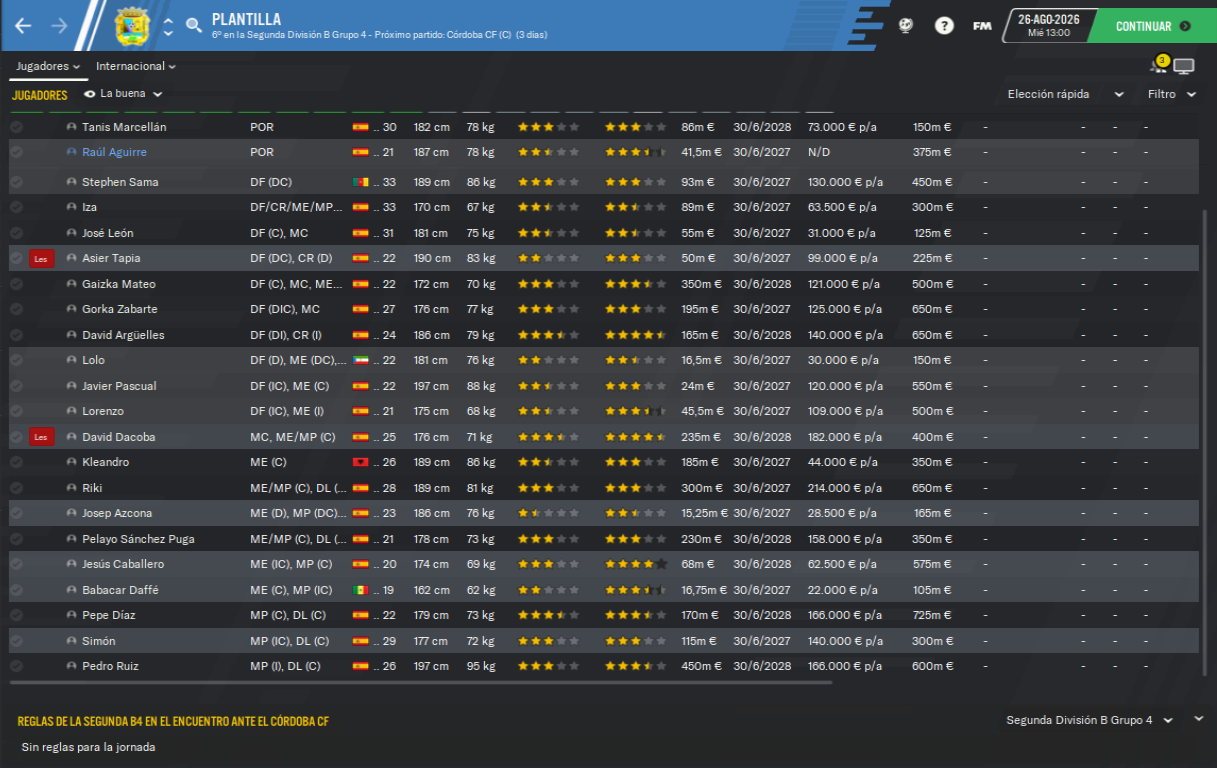 PLANTILLA
6º en la Segunda División B Grupo 4 - Próximo partido: Córdoba CF (C) (3 días)
? FM 26-AGO-2026 Mié 13:00 CONTINUAR
Jugadores Internacional 3
JUGADORES La buena Elección rápida Filtro
Tanis Marcellán POR .. 30 182 cm 78 kg 86m € 30/6/2028 73.000 € p/a 150m € - - - -
Raúl Aguirre POR .. 21 187 cm 78 kg 41,5m € 30/6/2027 N/D 375m € - - - -
Stephen Sama DF (DC) .. 33 189 cm 86 kg 93m € 30/6/2027 130.000 € p/a 450m € - - - -
Iza DF/CR/ME/MP... .. 33 170 cm 67 kg 89m € 30/6/2027 63.500 € p/a 300m € - - - -
José León DF (C), MC .. 31 181 cm 75 kg 55m € 30/6/2027 31.000 € p/a 125m € - - - -
Les Asier Tapia DF (DC), CR (D) .. 22 190 cm 83 kg 50m € 30/6/2027 99.000 € p/a 225m € - - - -
Gaizka Mateo DF (C), MC, ME... .. 22 172 cm 70 kg 350m € 30/6/2028 121.000 € p/a 500m € - - - -
Gorka Zabarte DF (DIC), MC .. 27 176 cm 77 kg 195m € 30/6/2027 125.000 € p/a 650m € - - - -
David Argüelles DF (DI), CR (I) .. 24 186 cm 79 kg 165m € 30/6/2028 140.000 € p/a 650m € - - - -
Lolo DF (D), ME (DC),... .. 22 181 cm 76 kg 16,5m € 30/6/2027 30.000 € p/a 150m € - - - -
Javier Pascual DF (IC), ME (C) .. 22 197 cm 88 kg 24m € 30/6/2027 120.000 € p/a 550m € - - - -
Lorenzo DF (IC), ME (I) .. 21 175 cm 68 kg 45,5m € 30/6/2027 109.000 € p/a 500m € - - - -
Les David Dacoba MC, ME/MP (C) .. 25 176 cm 71 kg 235m € 30/6/2028 182.000 € p/a 400m € - - - -
Kleandro ME (C) .. 26 189 cm 86 kg 185m € 30/6/2027 44.000 € p/a 350m € - - - -
Riki ME/MP (C), DL (... .. 28 189 cm 81 kg 300m € 30/6/2027 214.000 € p/a 650m € - - - -
Josep Azcona ME (D), MP (DC)... .. 23 186 cm 76 kg 15,25m € 30/6/2027 28.500 € p/a 165m € - - - -
Pelayo Sánchez Puga ME/MP (C), DL (... .. 21 178 cm 73 kg 230m € 30/6/2027 158.000 € p/a 350m € - - - -
Jesús Caballero ME (IC), MP (C) .. 20 174 cm 69 kg 68m € 30/6/2027 62.500 € p/a 575m € - - - -
Babacar Daffé ME (C), MP (IC) .. 19 162 cm 62 kg 16,75m € 30/6/2027 22.000 € p/a 105m € - - - -
Pepe Díaz MP (C), DL (C) .. 22 179 cm 73 kg 170m € 30/6/2028 166.000 € p/a 725m € - - - -
Simón MP (IC), DL (C) .. 29 177 cm 72 kg 115m € 30/6/2027 140.000 € p/a 300m € - - - -
Pedro Ruiz MP (I), DL (C) .. 26 197 cm 95 kg 450m € 30/6/2028 166.000 € p/a 600m € - - - -
REGLAS DE LA SEGUNDA B4 EN EL ENCUENTRO ANTE EL CÓRDOBA CF Segunda División B Grupo 4
Sin reglas para la jornada